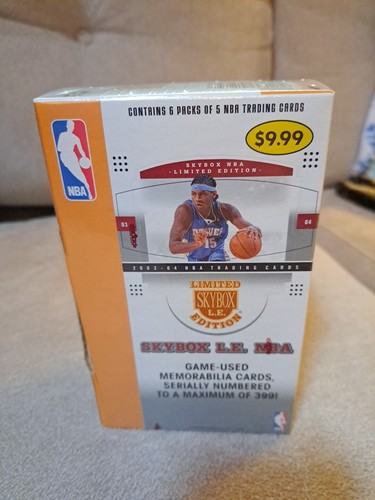 CONTAINS 6 PACKS OF 5 NBA TRADING CARDS
$9.99
NBA
SKYBOX NBA
-LIMITED EDITION-
15
03
04
2003-04 NBA TRADING CARDS
LIMITED
SKYBOX
L.E.
EDITION
SKYBOX L.E. NBA
GAME-USED
MEMORABILIA CARDS,
SERIALLY NUMBERED
TO A MAXIMUM OF 399!